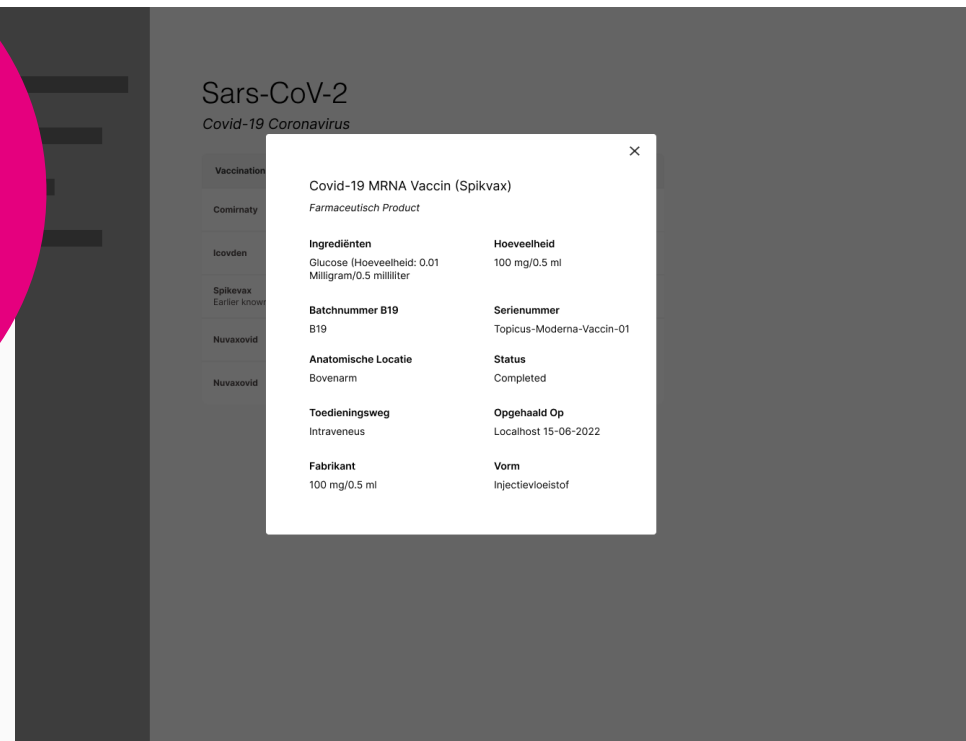 Sars-CoV-2
Covid-19 Coronavirus
Vaccination
Comirnaty
Icovden
Spikevax
Earlier known
Nuvaxovid
Nuvaxovid
Covid-19 MRNA Vaccin (Spikvax)
Farmaceutisch Product
Ingrediënten
Glucose (Hoeveelheid: 0.01
Milligram/0.5 milliliter
Hoeveelheid
100 mg/0.5 ml
Batchnummer B19
B19
Serienummer
Topicus-Moderna-Vaccin-01
Anatomische Locatie
Bovenarm
Status
Completed
Toedieningsweg
Intraveneus
Opgehaald Op
Localhost 15-06-2022
Fabrikant
100 mg/0.5 ml
Vorm
Injectievloeistof